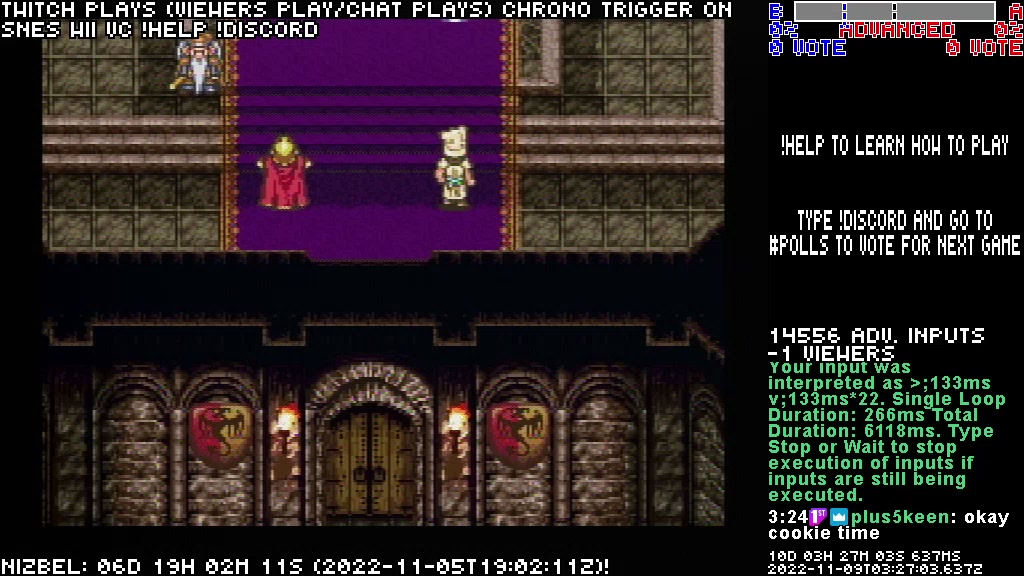 TWITCH PLAYS (VIEWERS PLAY/CHAT PLAYS) CHRONO TRIGGER ON
SNES WII VC !HELP !DISCORD
B A
0% ADVANCED 0%
0 VOTE 0 VOTE
!HELP TO LEARN HOW TO PLAY
TYPE !DISCORD AND GO TO
#POLLS TO VOTE FOR NEXT GAME
14556 ADV. INPUTS
-1 VIEWERS
Your input was
interpreted as >;133ms
v;133ms*22. Single Loop
Duration: 266ms Total
Duration: 6118ms. Type
Stop or Wait to stop
execution of inputs if
inputs are still being
executed.
3:24 1ST plus5keen: okay
cookie time
10D 03H 27M 03S 637MS
2022-11-09T03:27:03.637Z
NIZBEL: 06D 19H 02M 11S (2022-11-05T19:02:11Z)!